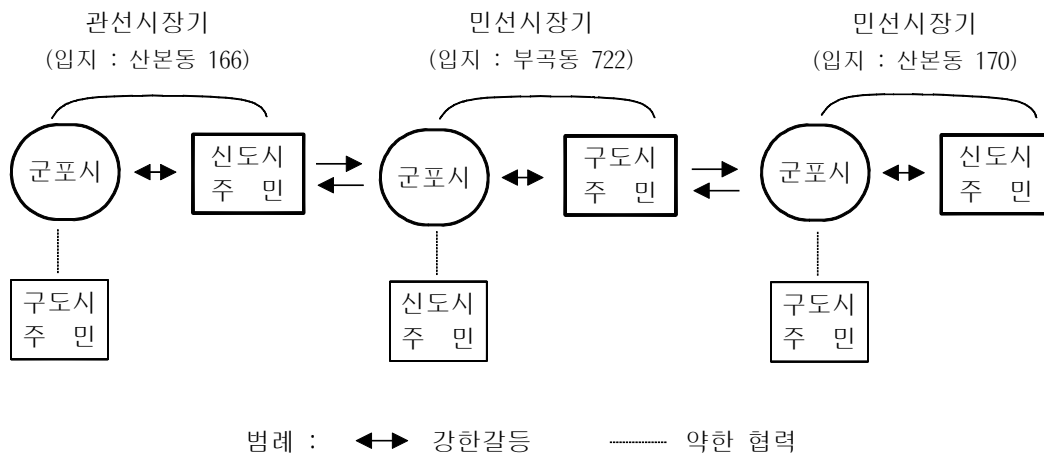 관선시장기
(입지 : 산본동 166)
민선시장기
(입지 : 부곡동 722)
민선시장기
(입지 : 산본동 170)
군포시
신도시
주 민
군포시
구도시
주 민
군포시
신도시
주 민
구도시
주 민
신도시
주 민
구도시
주 민
범례 : 강한갈등 약한 협력